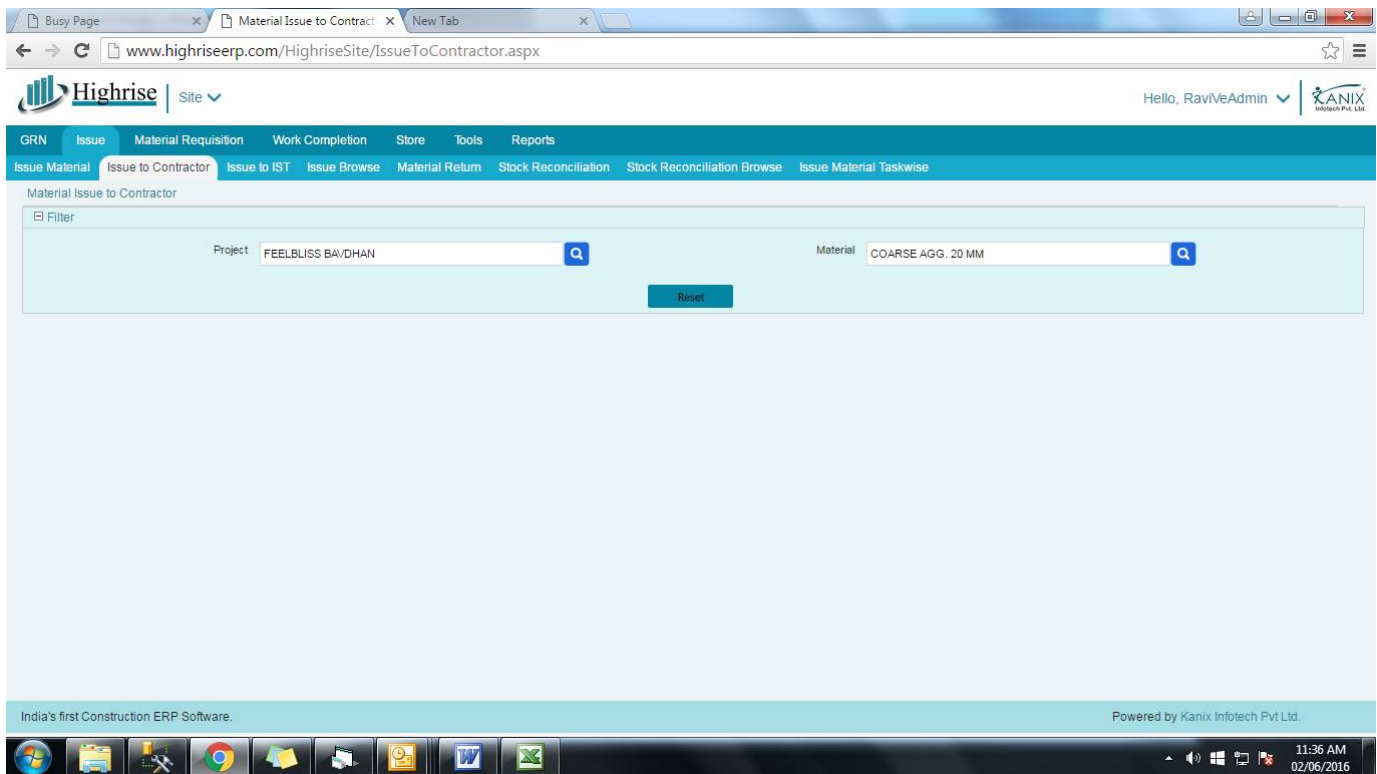 Busy Page
Material Issue to Contract
New Tab
www.highriseerp.com/HighriseSite/IssueToContractor.aspx
Highrise
Site
Hello, RaviVeAdmin
KANIX
Infotech Pvt. Ltd.
GRN Issue Material Requisition Work Completion Store Tools Reports
Issue Material Issue to Contractor Issue to IST Issue Browse Material Return Stock Reconciliation Stock Reconciliation Browse Issue Material Taskwise
Material Issue to Contractor
Filter
Project FEELBLISS BAVDHAN Material COARSE AGG. 20 MM
Reset
India's first Construction ERP Software. Powered by Kanix Infotech Pvt Ltd.
11:36 AM
02/06/2016